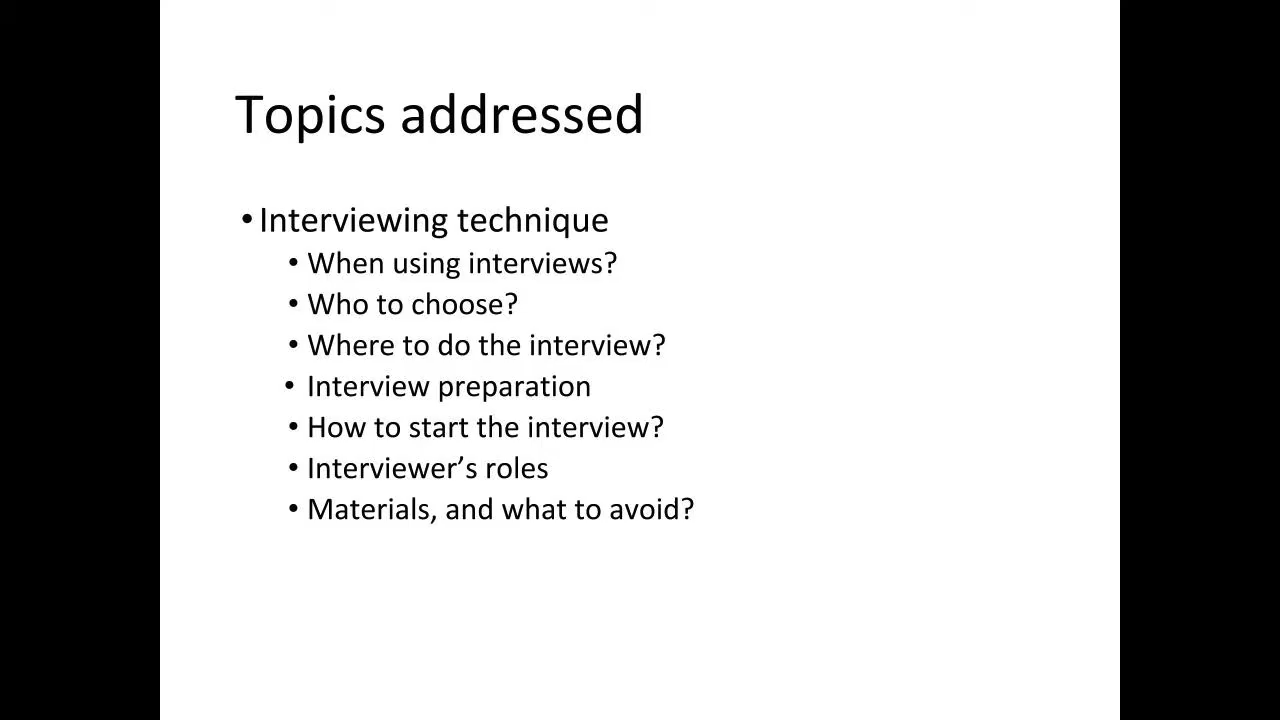 Topics addressed
• Interviewing technique
• When using interviews?
• Who to choose?
• Where to do the interview?
• Interview preparation
• How to start the interview?
• Interviewer’s roles
• Materials, and what to avoid?